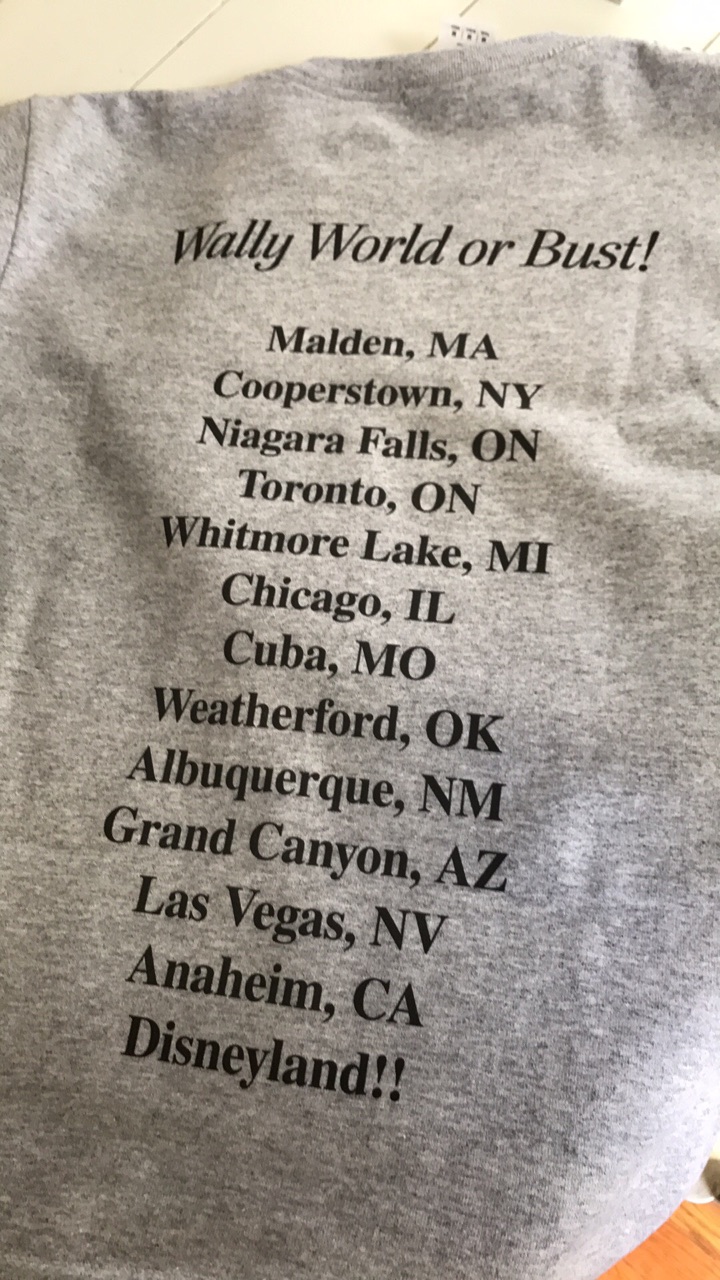 Wally World or Bust!
Malden, MA
Cooperstown, NY
Niagara Falls, ON
Toronto, ON
Whitmore Lake, MI
Chicago, IL
Cuba, MO
Weatherford, OK
Albuquerque, NM
Grand Canyon, AZ
Las Vegas, NV
Anaheim, CA
Disneyland!!